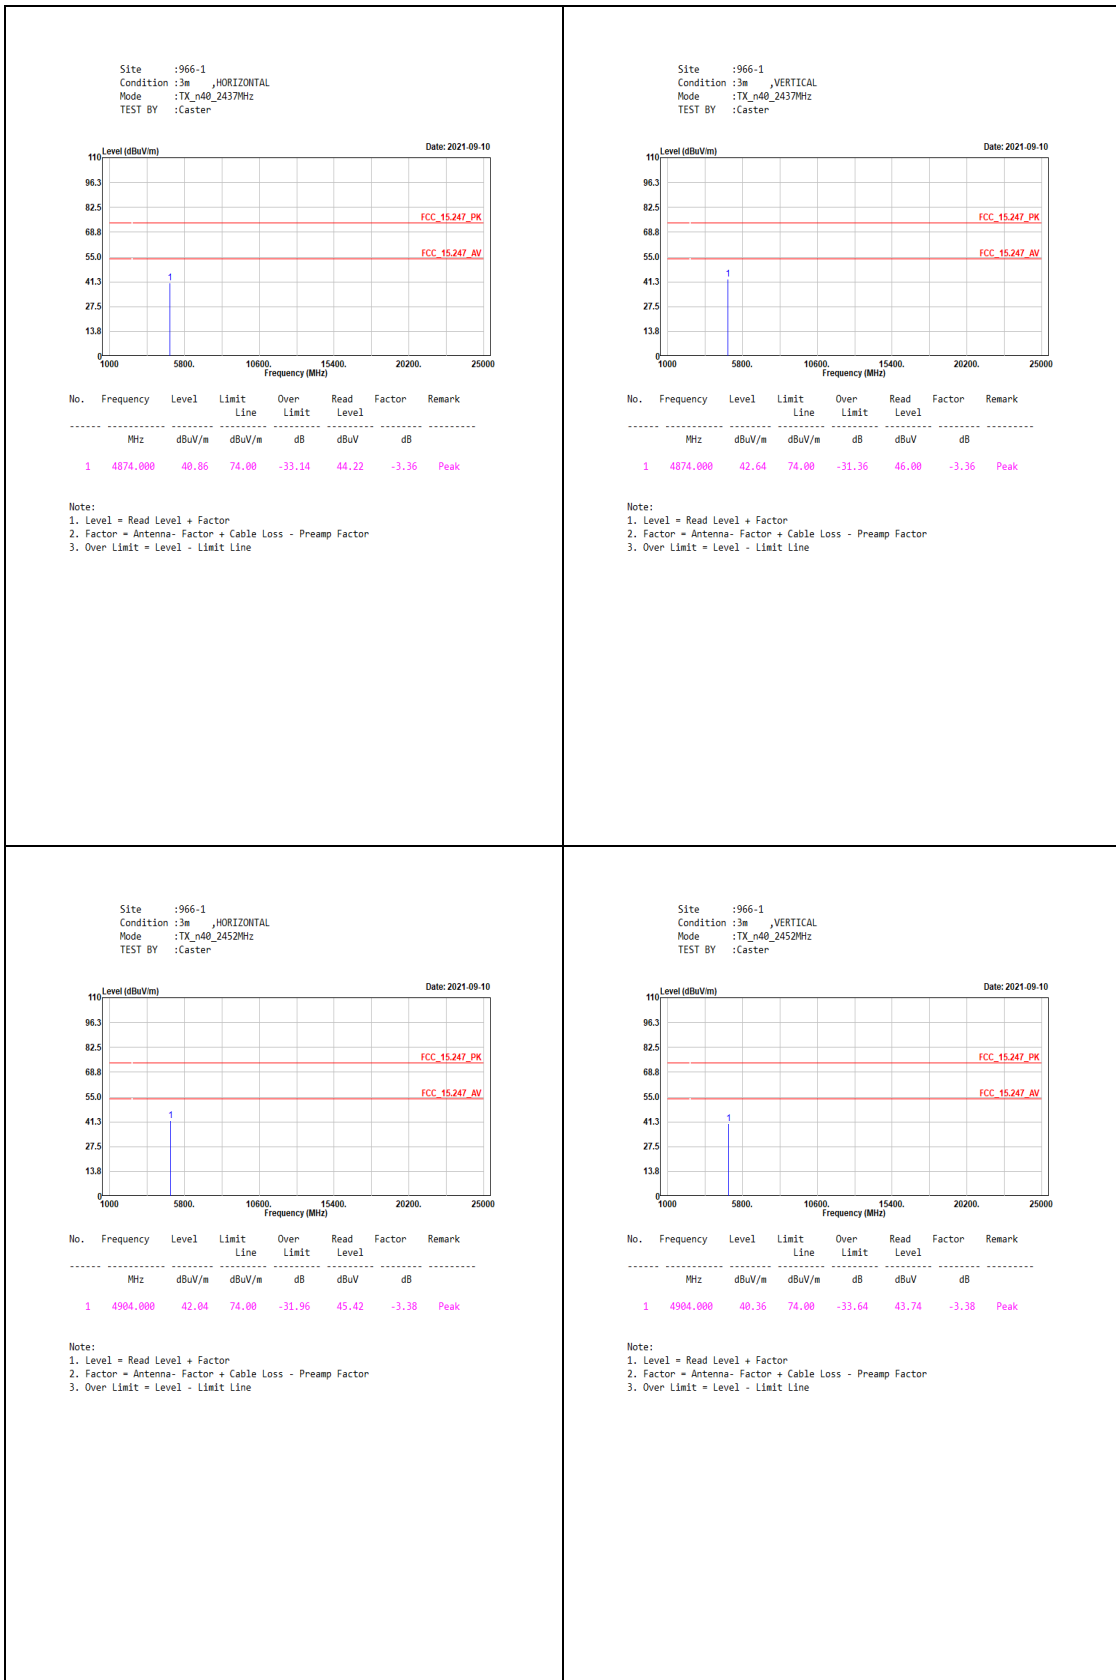 Site :966-1
Condition :3m ,HORIZONTAL
Mode :TX_n40_2437MHz
TEST BY :Caster
Level (dBuV/m) Date: 2021-09-10
110
96.3
82.5
FCC_15.247_PK
68.8
55.0 FCC_15.247_AV
41.3 1
27.5
13.8
0
1000 5800. 10600. 15400. 20200. 25000
Frequency (MHz)
No. Frequency Level Limit Over Read Factor Remark
Line Limit Level
------ ----------- -------- -------- -------- -------- -------- ---------
MHz dBuV/m dBuV/m dB dBuV dB
1 4874.000 40.86 74.00 -33.14 44.22 -3.36 Peak
Note:
1. Level = Read Level + Factor
2. Factor = Antenna- Factor + Cable Loss - Preamp Factor
3. Over Limit = Level - Limit Line
Site :966-1
Condition :3m ,VERTICAL
Mode :TX_n40_2437MHz
TEST BY :Caster
Level (dBuV/m) Date: 2021-09-10
110
96.3
82.5
FCC_15.247_PK
68.8
55.0 FCC_15.247_AV
41.3 1
27.5
13.8
0
1000 5800. 10600. 15400. 20200. 25000
Frequency (MHz)
No. Frequency Level Limit Over Read Factor Remark
Line Limit Level
------ ----------- -------- -------- -------- -------- -------- ---------
MHz dBuV/m dBuV/m dB dBuV dB
1 4874.000 42.64 74.00 -31.36 46.00 -3.36 Peak
Note:
1. Level = Read Level + Factor
2. Factor = Antenna- Factor + Cable Loss - Preamp Factor
3. Over Limit = Level - Limit Line
Site :966-1
Condition :3m ,HORIZONTAL
Mode :TX_n40_2452MHz
TEST BY :Caster
Level (dBuV/m) Date: 2021-09-10
110
96.3
82.5
FCC_15.247_PK
68.8
55.0 FCC_15.247_AV
41.3 1
27.5
13.8
0
1000 5800. 10600. 15400. 20200. 25000
Frequency (MHz)
No. Frequency Level Limit Over Read Factor Remark
Line Limit Level
------ ----------- -------- -------- -------- -------- -------- ---------
MHz dBuV/m dBuV/m dB dBuV dB
1 4904.000 42.04 74.00 -31.96 45.42 -3.38 Peak
Note:
1. Level = Read Level + Factor
2. Factor = Antenna- Factor + Cable Loss - Preamp Factor
3. Over Limit = Level - Limit Line
Site :966-1
Condition :3m ,VERTICAL
Mode :TX_n40_2452MHz
TEST BY :Caster
Level (dBuV/m) Date: 2021-09-10
110
96.3
82.5
FCC_15.247_PK
68.8
55.0 FCC_15.247_AV
41.3 1
27.5
13.8
0
1000 5800. 10600. 15400. 20200. 25000
Frequency (MHz)
No. Frequency Level Limit Over Read Factor Remark
Line Limit Level
------ ----------- -------- -------- -------- -------- -------- ---------
MHz dBuV/m dBuV/m dB dBuV dB
1 4904.000 40.36 74.00 -33.64 43.74 -3.38 Peak
Note:
1. Level = Read Level + Factor
2. Factor = Antenna- Factor + Cable Loss - Preamp Factor
3. Over Limit = Level - Limit Line